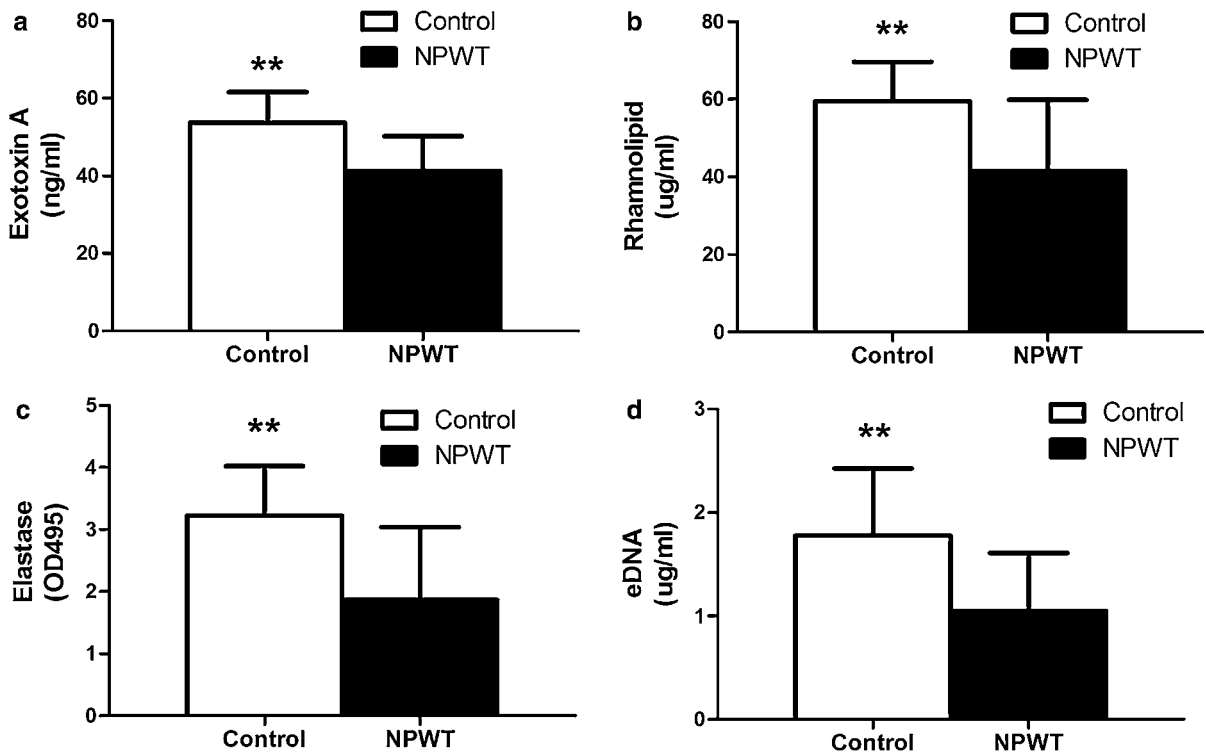 a
80
60
40
20
0
Exotoxin A
(ng/ml)
**
Control
NPWT
Control NPWT
b
80
60
40
20
0
Rhamnolipid
(ug/ml)
**
Control
NPWT
Control NPWT
c
5
4
3
2
1
0
Elastase
(OD495)
**
Control
NPWT
Control NPWT
d
3
2
1
0
eDNA
(ug/ml)
**
Control
NPWT
Control NPWT